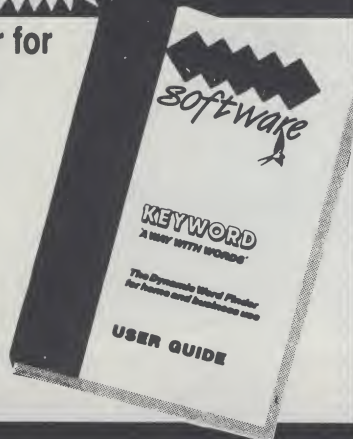 r for
software
KEYWORD
'A WAY WITH WORDS'
The Dynamic Word Finder
for home and business use
USER GUIDE